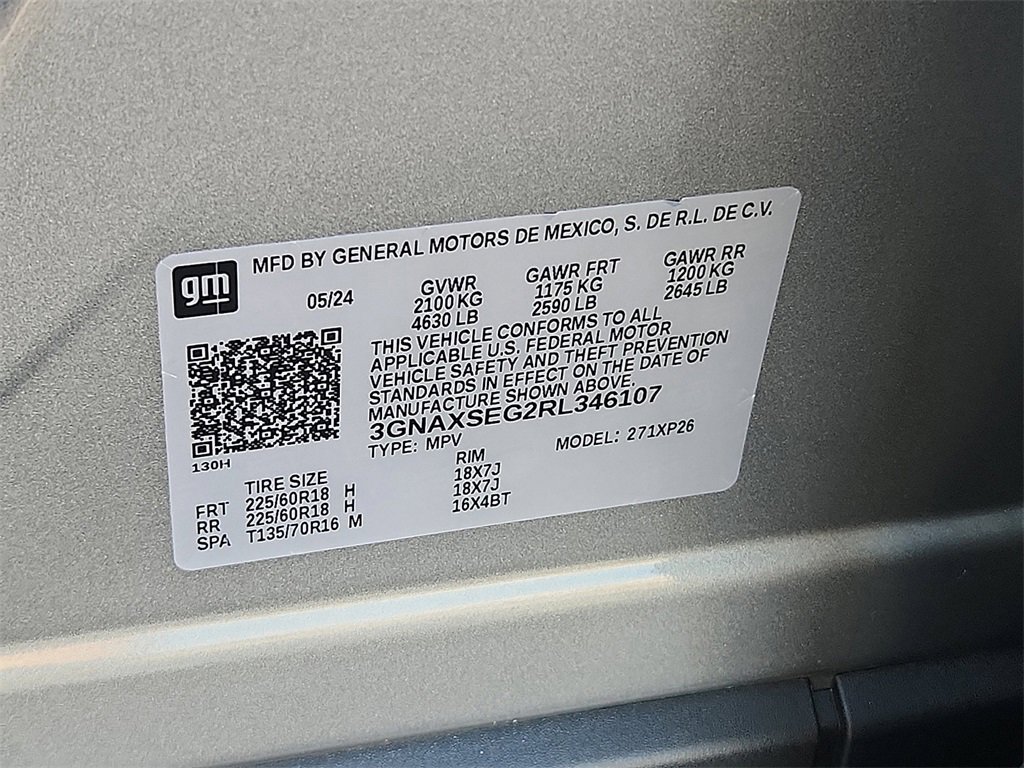 MFD BY GENERAL MOTORS DE MEXICO, S. DE R.L. DE C.V.
gm
05/24
GVWR GAWR FRT GAWR RR
2100 KG 1175 KG 1200 KG
4630 LB 2590 LB 2645 LB
THIS VEHICLE CONFORMS TO ALL
APPLICABLE U.S. FEDERAL MOTOR
VEHICLE SAFETY AND THEFT PREVENTION
STANDARDS IN EFFECT ON THE DATE OF
MANUFACTURE SHOWN ABOVE.
3GNAXSEG2RL346107
TYPE: MPV MODEL: 271XP26
130H
TIRE SIZE RIM
FRT 225/60R18 H 18X7J
RR 225/60R18 H 18X7J
SPA T135/70R16 M 16X4BT